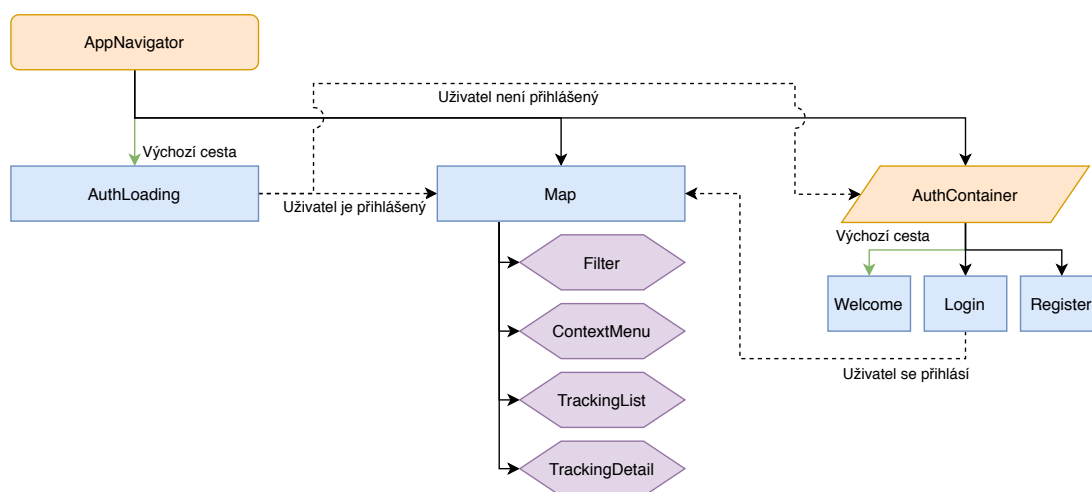 AppNavigator
Uživatel není přihlášený
Výchozí cesta
AuthLoading
Uživatel je přihlášený
Map
AuthContainer
Výchozí cesta
Filter
Welcome
Login
Register
ContextMenu
Uživatel se přihlásí
TrackingList
TrackingDetail